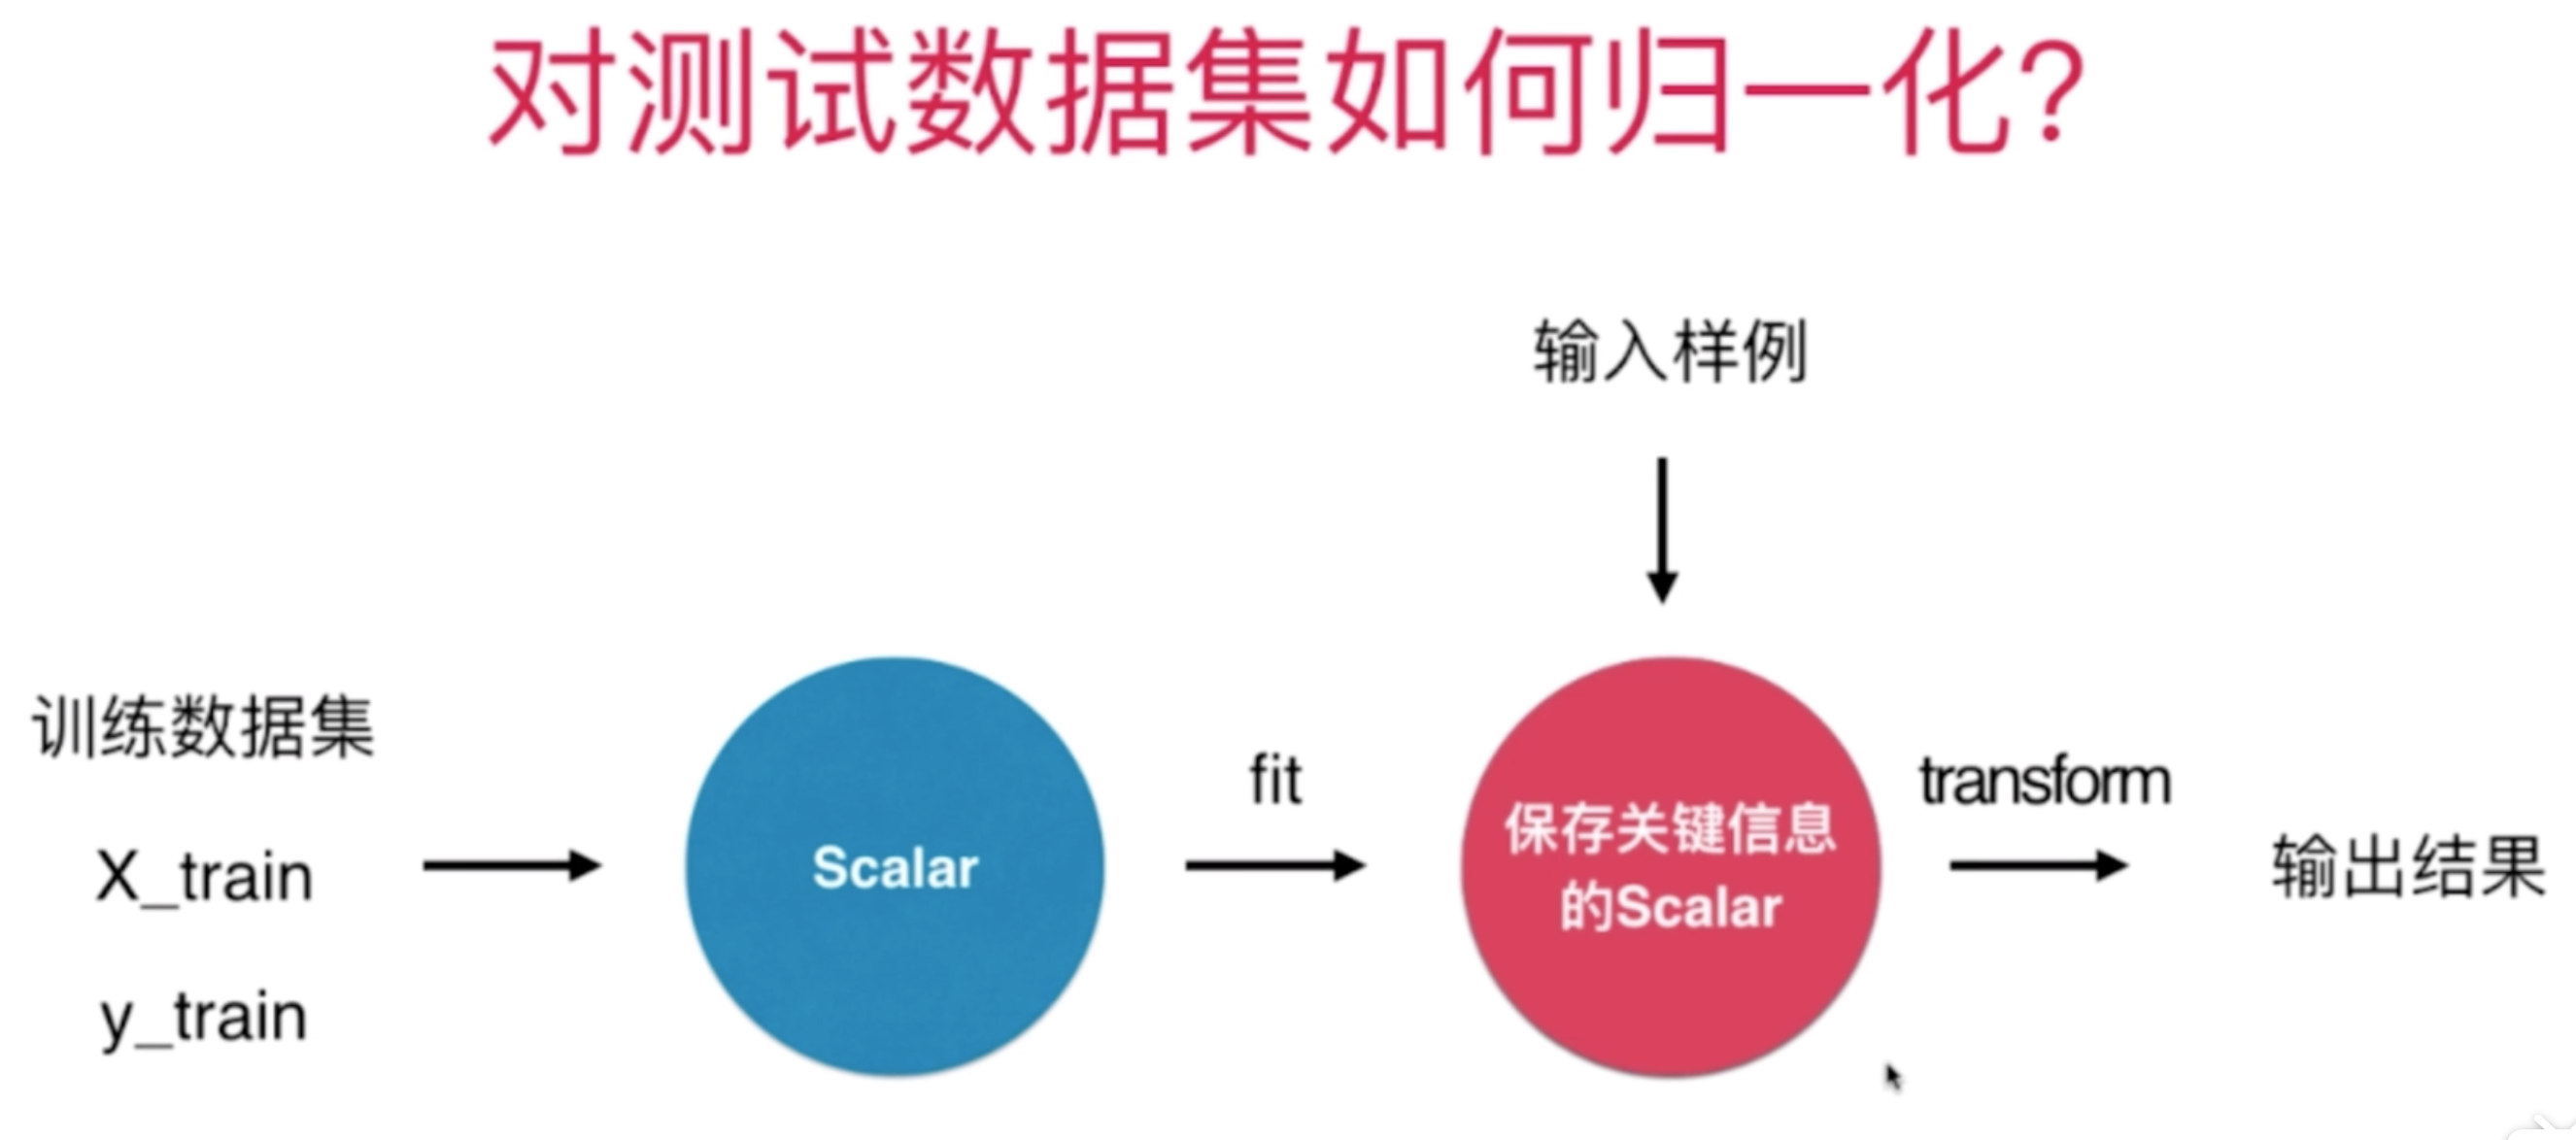 对测试数据集如何归一化?
输入样例
训练数据集
X_train
y_train
Scalar
fit
保存关键信息
的Scalar
transform
输出结果